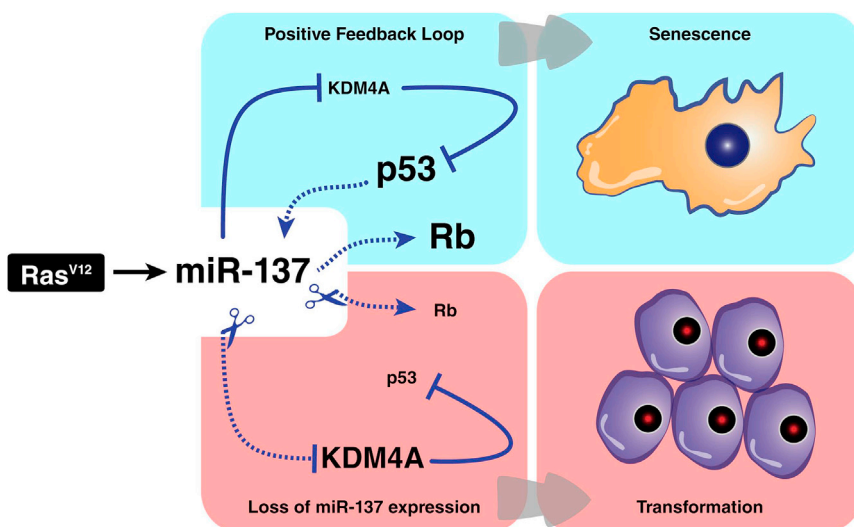 Positive Feedback Loop
Senescence
KDM4A
p53
Rb
Ras^V12
miR-137
Rb
p53
KDM4A
Loss of miR-137 expression
Transformation